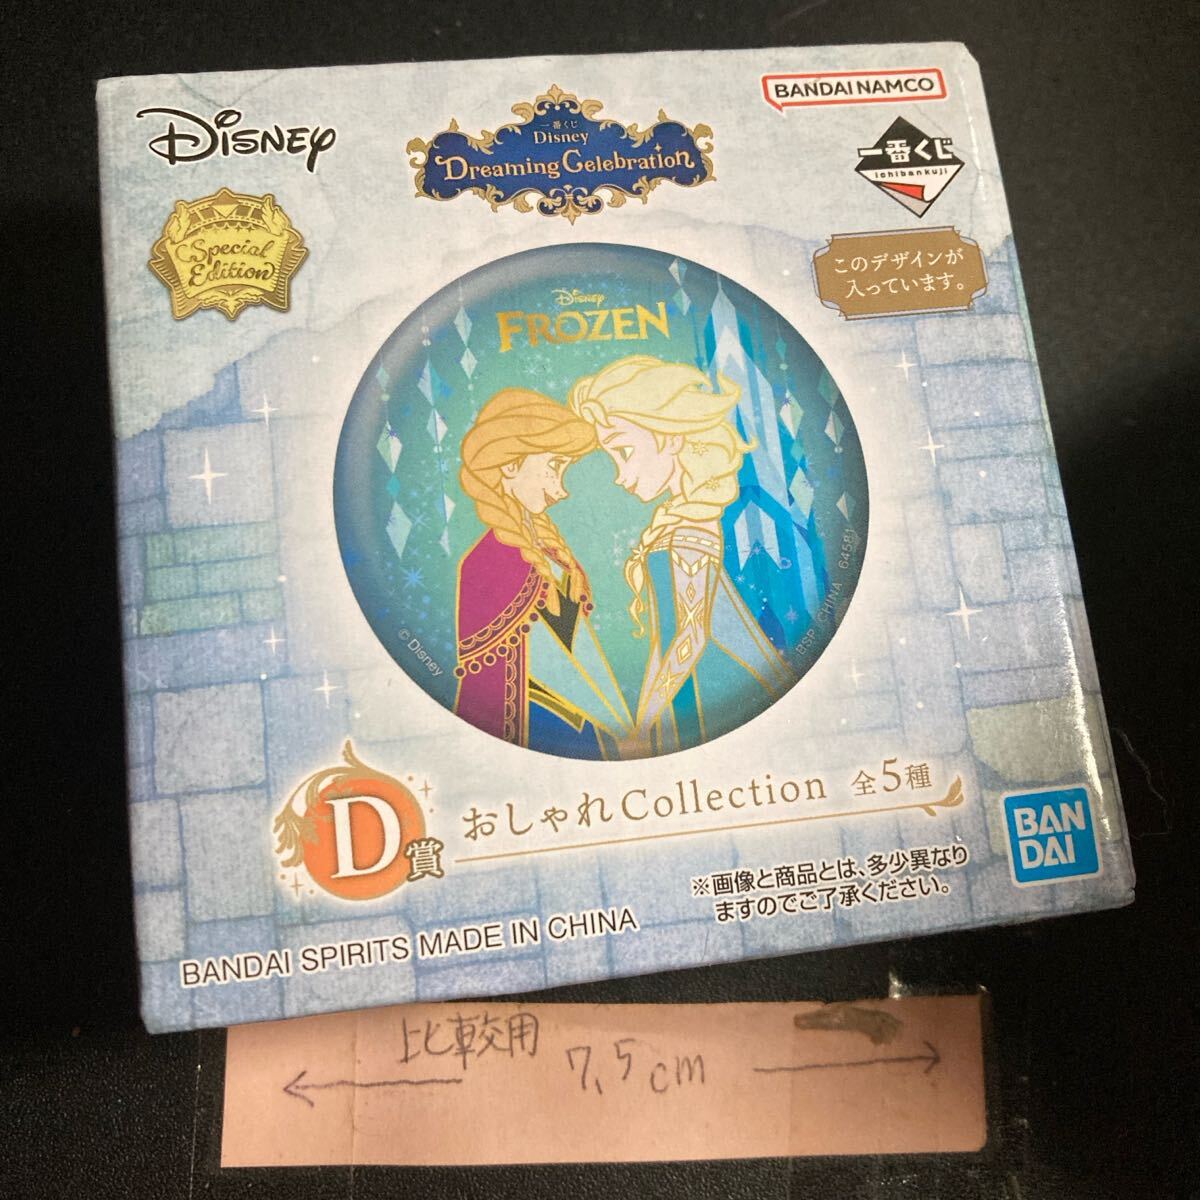 Disney
一番くじ
Disney
Dreaming Celebration
BANDAI NAMCO
一番くじ
ichibankuji
Special
Edition
このデザインが
入っています。
Disney
FROZEN
© Disney
BSP CHINA 64581
D賞
おしゃれCollection 全5種
※画像と商品とは、多少異なり
ますのでご了承ください。
BAN
DAI
BANDAI SPIRITS MADE IN CHINA
比較用
7.5cm